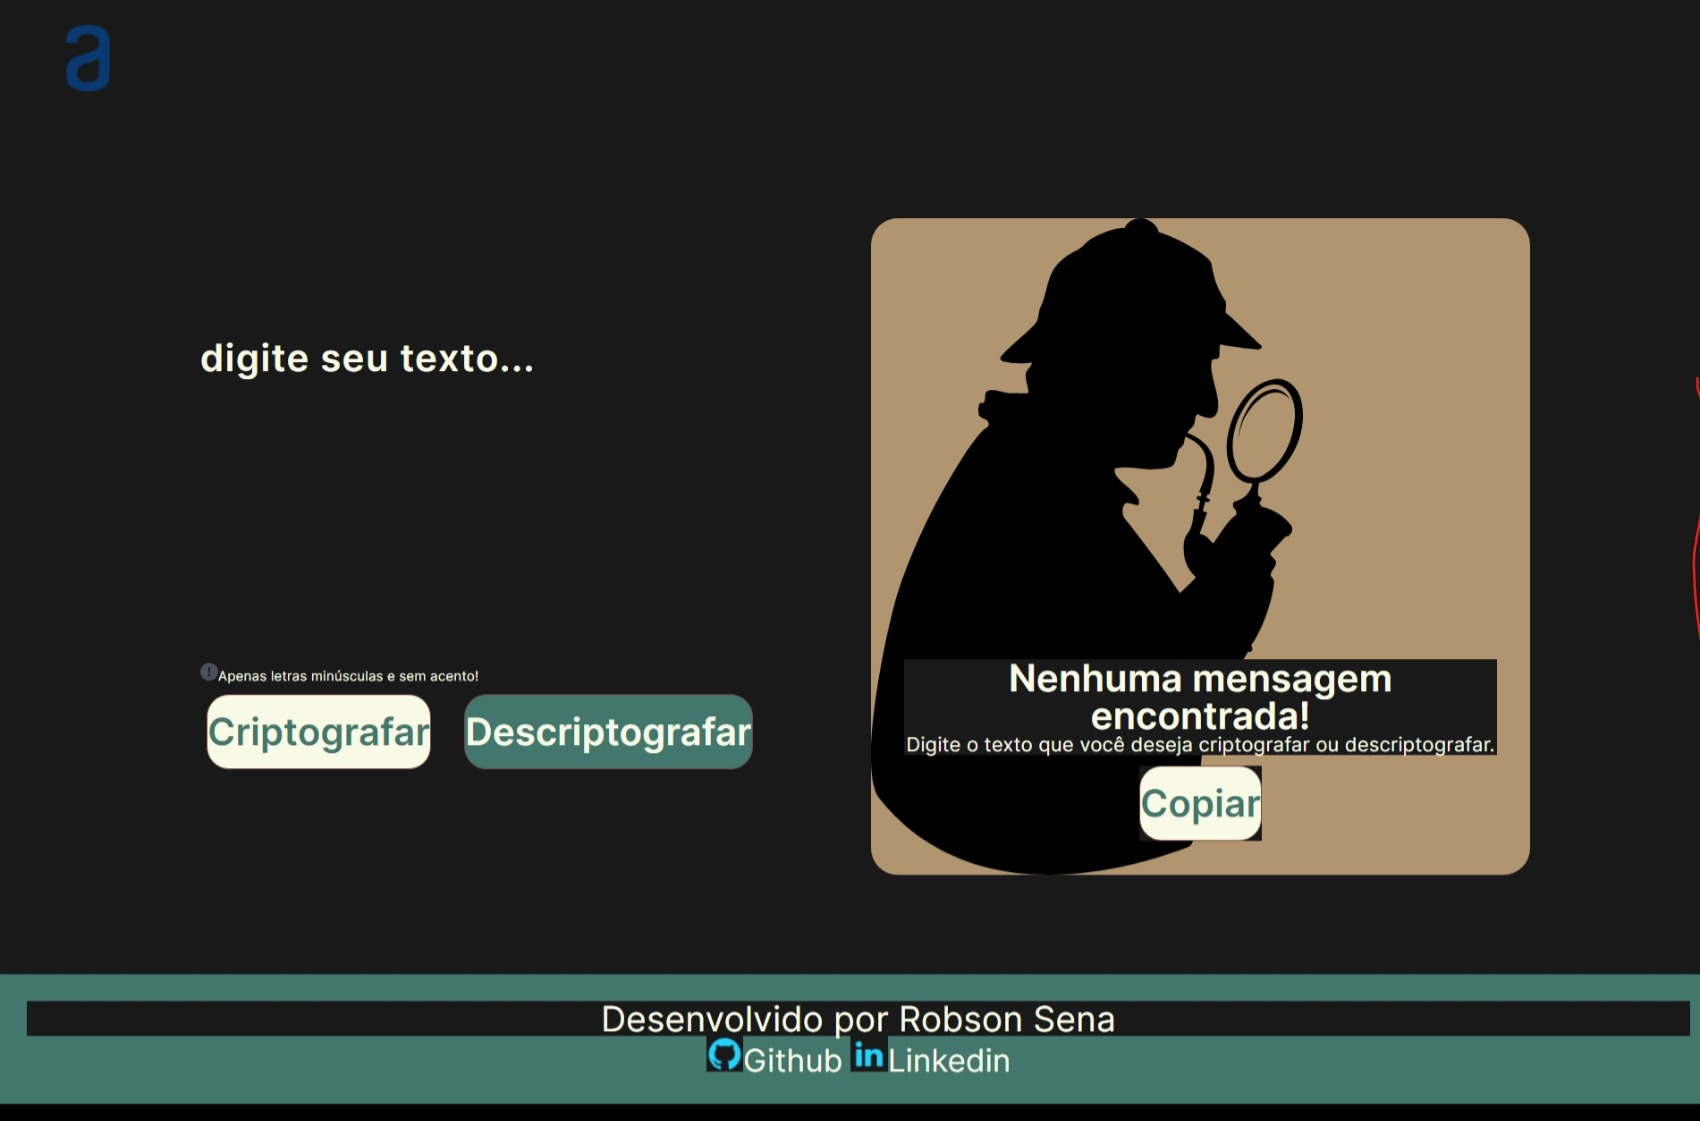 a
digite seu texto...
Apenas letras minúsculas e sem acento!
Criptografar
Descriptografar
Nenhuma mensagem
encontrada!
Digite o texto que você deseja criptografar ou descriptografar.
Copiar
Desenvolvido por Robson Sena
Github in Linkedin